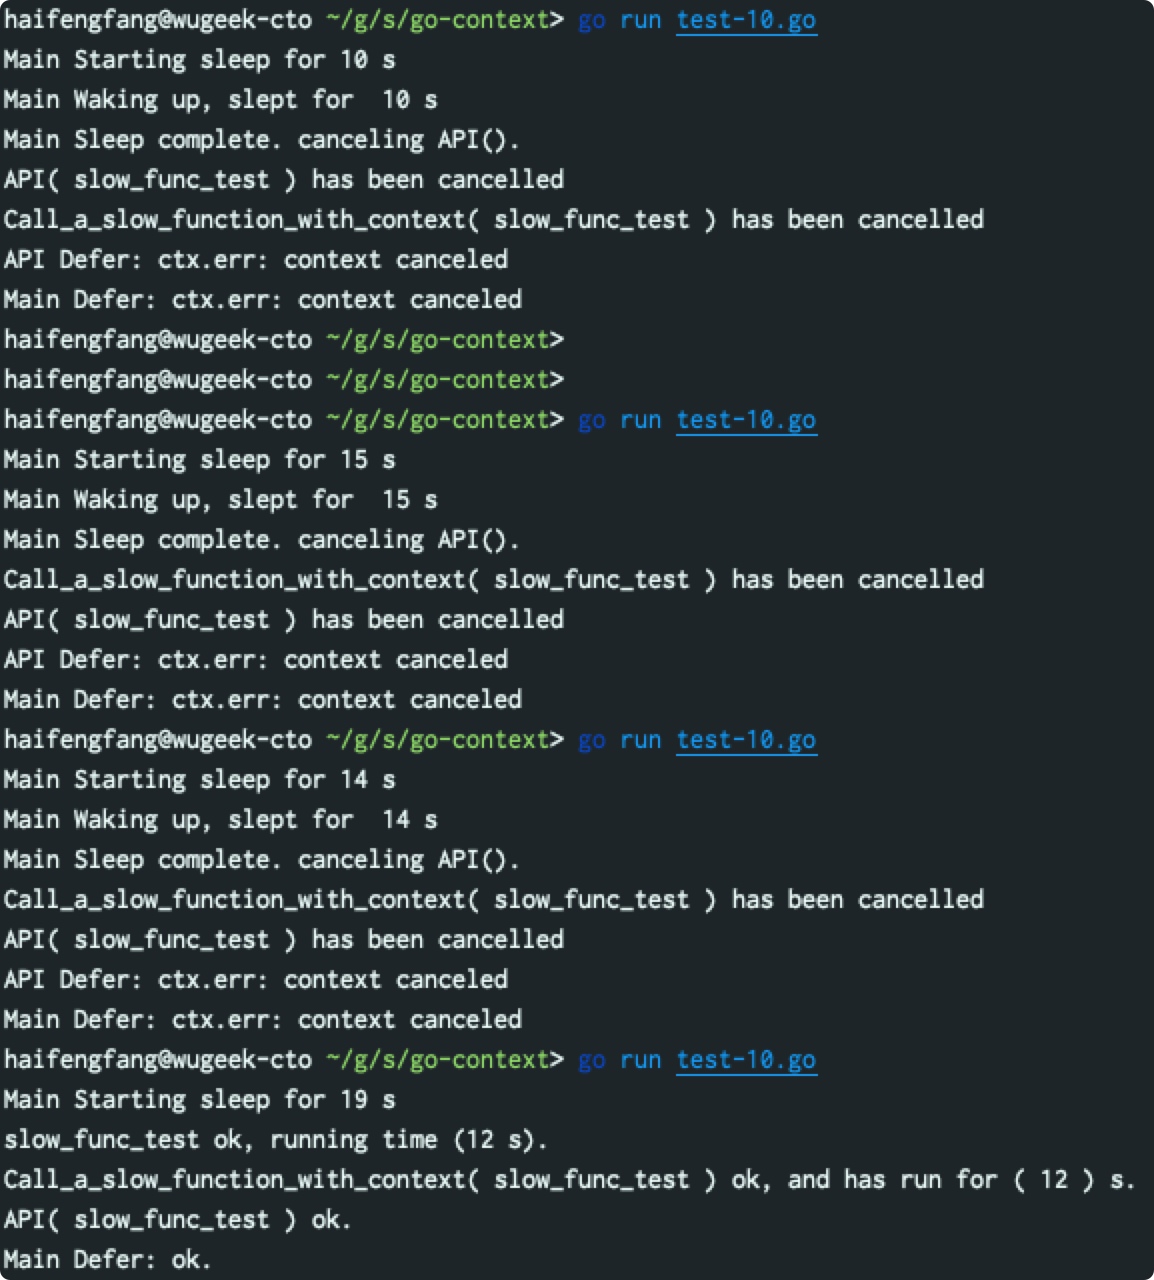 haifengfang@wugeek-cto ~/g/s/go-context> go run test-10.go
Main Starting sleep for 10 s
Main Waking up, slept for  10 s
Main Sleep complete. canceling API().
API( slow_func_test ) has been cancelled
Call_a_slow_function_with_context( slow_func_test ) has been cancelled
API Defer: ctx.err: context canceled
Main Defer: ctx.err: context canceled
haifengfang@wugeek-cto ~/g/s/go-context>
haifengfang@wugeek-cto ~/g/s/go-context>
haifengfang@wugeek-cto ~/g/s/go-context> go run test-10.go
Main Starting sleep for 15 s
Main Waking up, slept for  15 s
Main Sleep complete. canceling API().
Call_a_slow_function_with_context( slow_func_test ) has been cancelled
API( slow_func_test ) has been cancelled
API Defer: ctx.err: context canceled
Main Defer: ctx.err: context canceled
haifengfang@wugeek-cto ~/g/s/go-context> go run test-10.go
Main Starting sleep for 14 s
Main Waking up, slept for  14 s
Main Sleep complete. canceling API().
Call_a_slow_function_with_context( slow_func_test ) has been cancelled
API( slow_func_test ) has been cancelled
API Defer: ctx.err: context canceled
Main Defer: ctx.err: context canceled
haifengfang@wugeek-cto ~/g/s/go-context> go run test-10.go
Main Starting sleep for 19 s
slow_func_test ok, running time (12 s).
Call_a_slow_function_with_context( slow_func_test ) ok, and has run for ( 12 ) s.
API( slow_func_test ) ok.
Main Defer: ok.